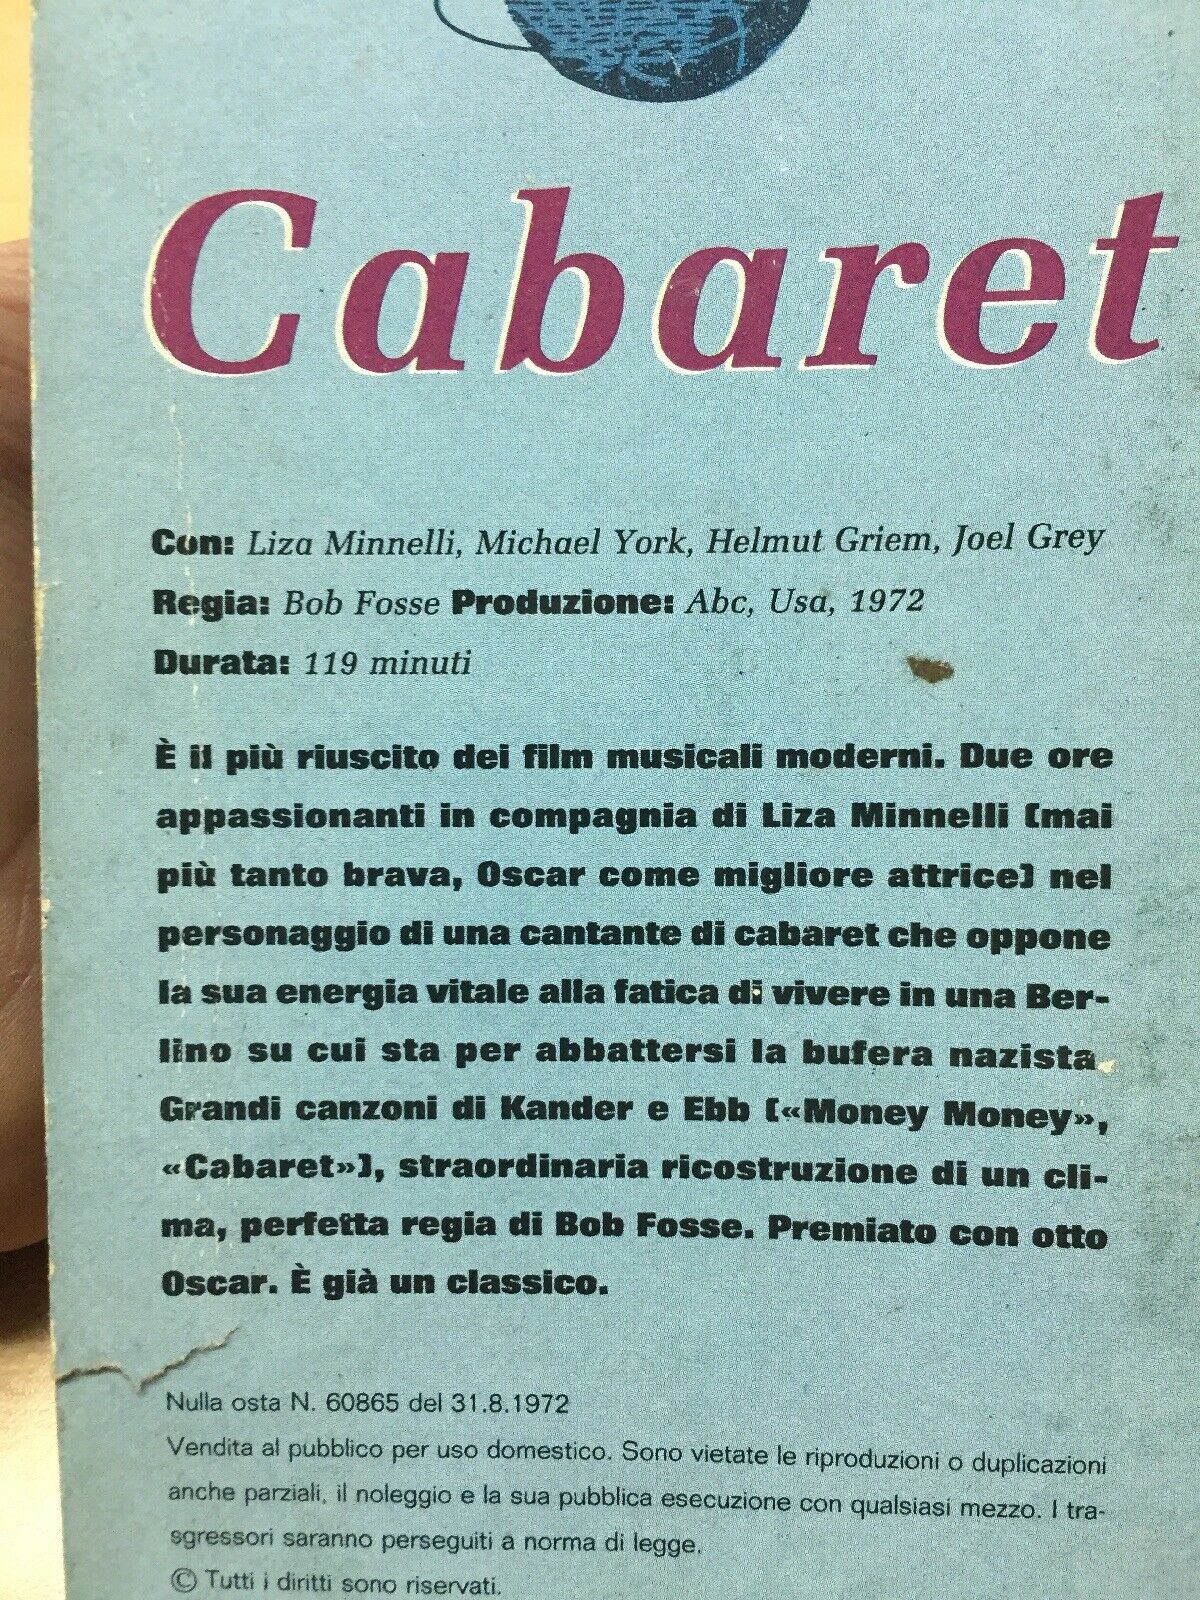 Cabaret
Con: Liza Minnelli, Michael York, Helmut Griem, Joel Grey
Regia: Bob Fosse Produzione: Abc, Usa, 1972
Durata: 119 minuti
È il più riuscito dei film musicali moderni. Due ore
appassionanti in compagnia di Liza Minnelli (mai
più tanto brava, Oscar come migliore attrice) nel
personaggio di una cantante di cabaret che oppone
la sua energia vitale alla fatica di vivere in una Ber-
lino su cui sta per abbattersi la bufera nazista.
Grandi canzoni di Kander e Ebb («Money Money»,
«Cabaret»), straordinaria ricostruzione di un cli-
ma, perfetta regia di Bob Fosse. Premiato con otto
Oscar. È già un classico.
Nulla osta N. 60865 del 31.8.1972
Vendita al pubblico per uso domestico. Sono vietate le riproduzioni o duplicazioni
anche parziali, il noleggio e la sua pubblica esecuzione con qualsiasi mezzo. I tra-
sgressori saranno perseguiti a norma di legge.
© Tutti i diritti sono riservati.